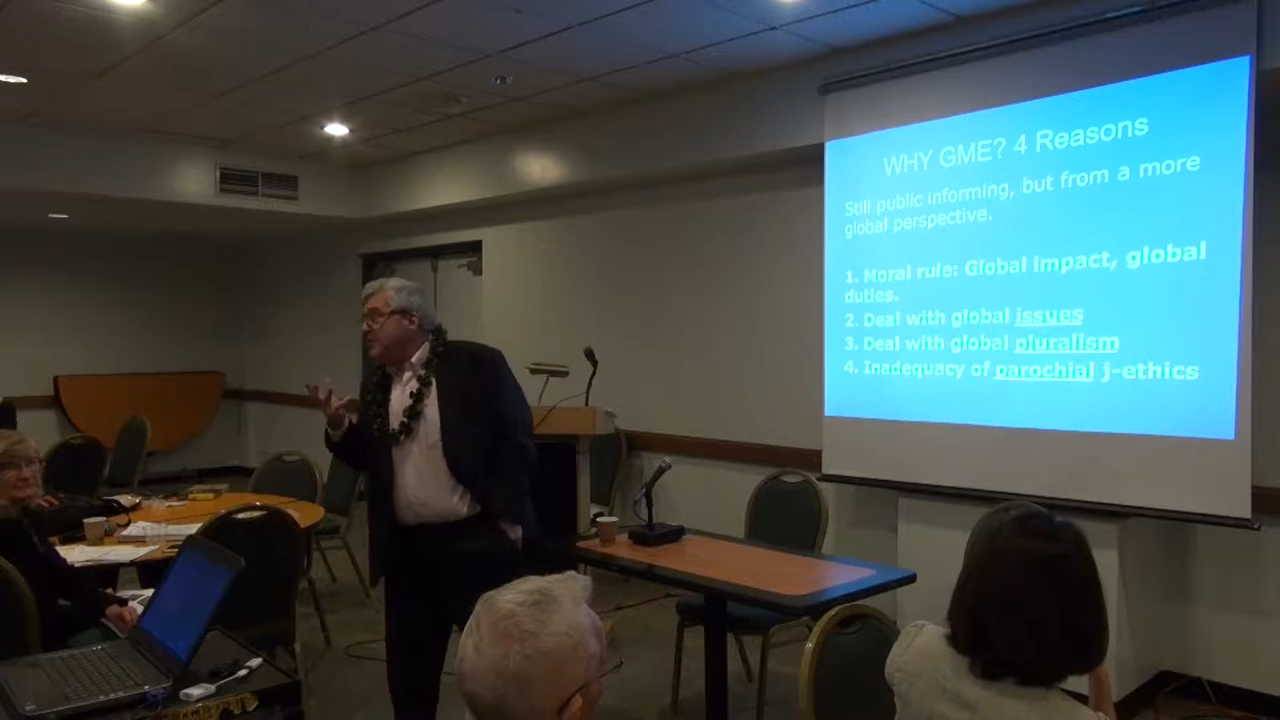 WHY GME? 4 Reasons
Still public informing, but from a more
global perspective.
1. Moral rule: Global impact, global
duties.
2. Deal with global issues
3. Deal with global pluralism
4. Inadequacy of parochial j-ethics